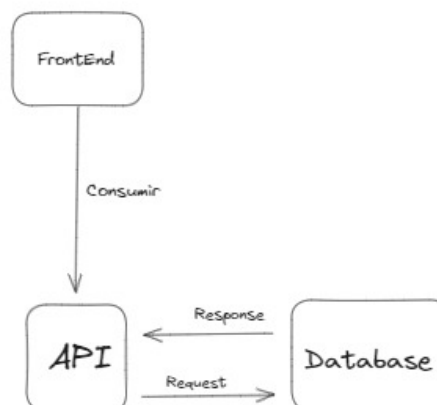 FrontEnd
Consumir
Response
API
Database
Request